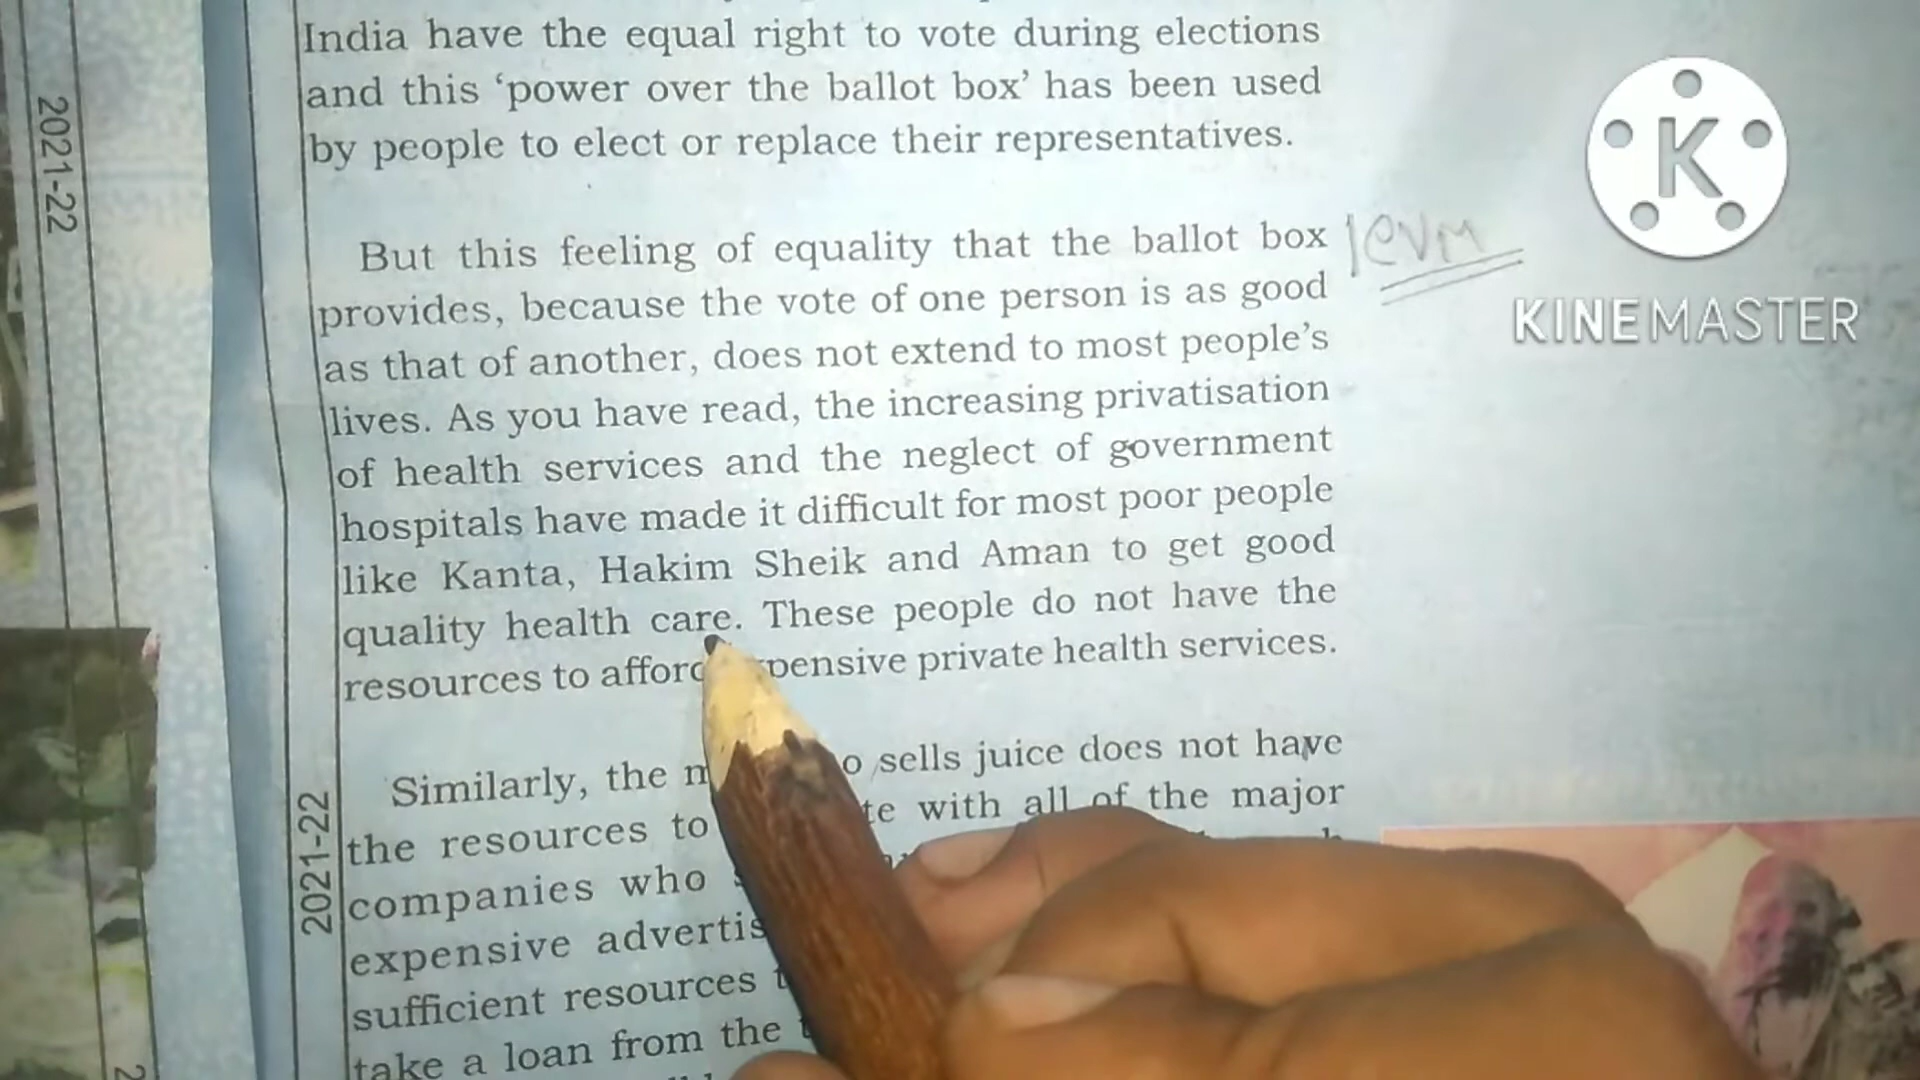 India have the equal right to vote during elections
and this ‘power over the ballot box’ has been used
by people to elect or replace their representatives.
But this feeling of equality that the ballot box
provides, because the vote of one person is as good
as that of another, does not extend to most people’s
lives. As you have read, the increasing privatisation
of health services and the neglect of government
hospitals have made it difficult for most poor people
like Kanta, Hakim Sheik and Aman to get good
quality health care. These people do not have the
resources to afford expensive private health services.
Similarly, the sells juice does not have
the resources to with all of the major
companies who
expensive
sufficient resources
take a loan from the
EVM
K
KINEMASTER
2021-22
2021-22